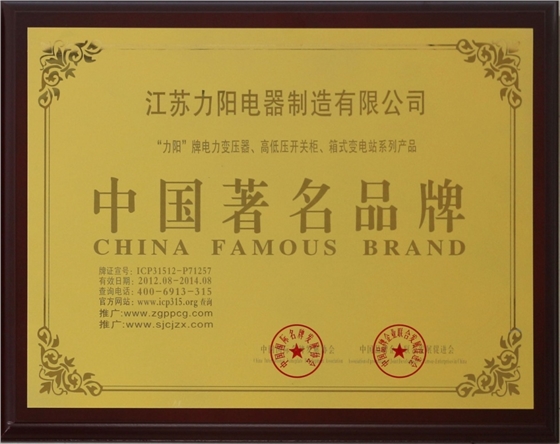 江苏力阳电器制造有限公司
“力阳”牌电力变压器、高低压开关柜、箱式变电站系列产品
中国著名品牌
CHINA FAMOUS BRAND
牌证壹号: ICP31512-P71257
有效日期: 2012.08-2014.08
查询电话: 400-6913-315
官方网站: www.icp315.org 查询
推广:www.zgppcg.com
推广:www.sjcjzx.com